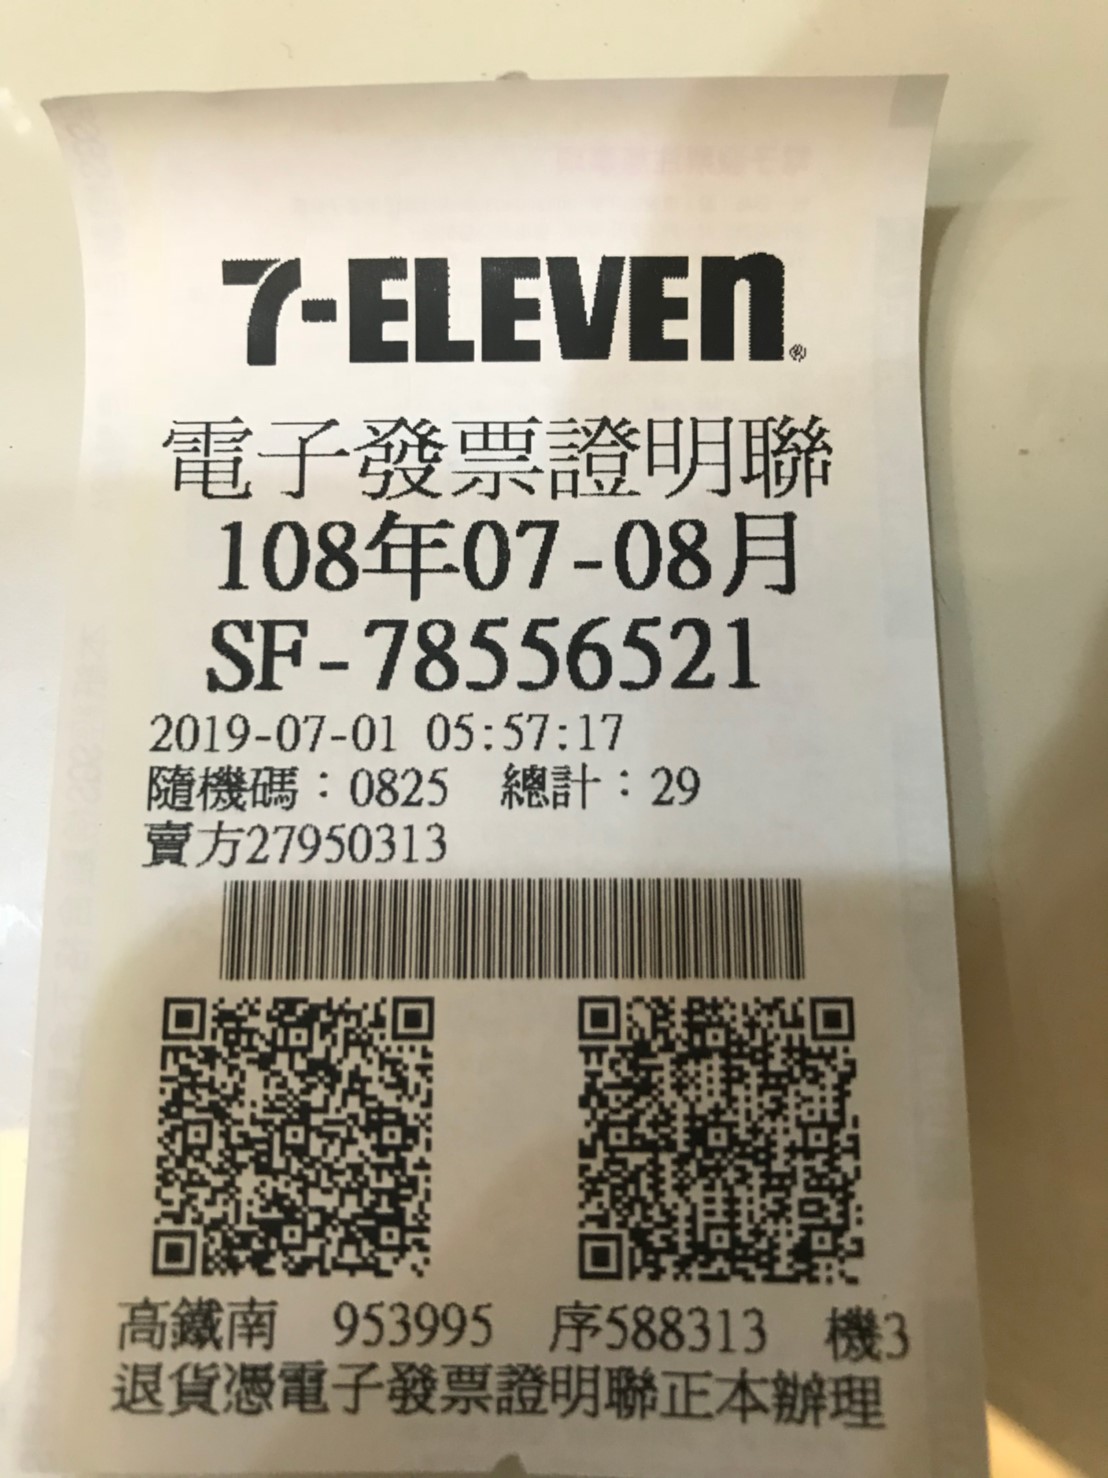 7-ELEVEn®
電子發票證明聯
108年07-08月
SF-78556521
2019-07-01 05:57:17
隨機碼：0825 總計：29
賣方27950313
高鐵南 953995 序588313 機3
退貨憑電子發票證明聯正本辦理